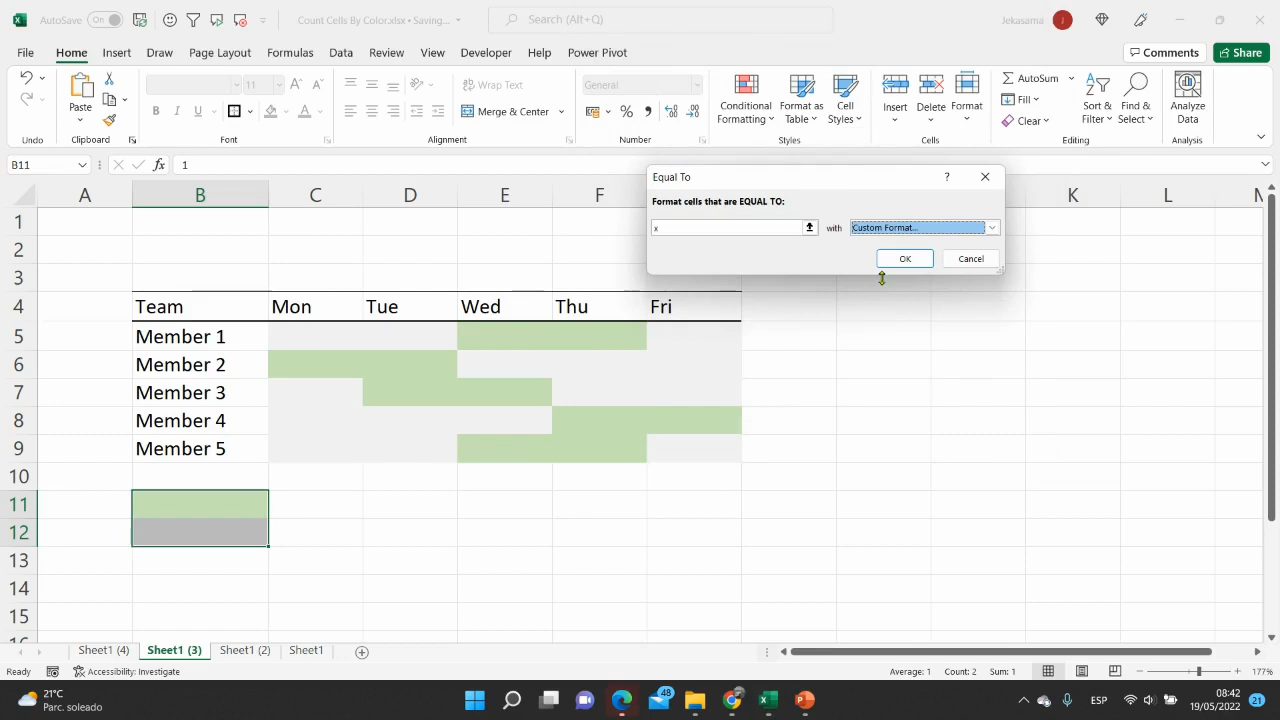 AutoSave Off Count Cells By Color.xlsx • Saving... Search (Alt+Q) Jekasama J
File Home Insert Draw Page Layout Formulas Data Review View Developer Help Power Pivot Comments Share
Paste 11 B I U Wrap Text Merge & Center General Conditional Formatting Format as Table Cell Styles Insert Delete Format AutoSum Fill Clear Sort & Filter Find & Select Analyze Data
Undo Clipboard Font Alignment Number Styles Cells Editing Analysis
B11 fx 1
Equal To ?
Format cells that are EQUAL TO:
x with Custom Format...
OK Cancel
A B C D E F K L M
1
2
3
4 Team Mon Tue Wed Thu Fri
5 Member 1
6 Member 2
7 Member 3
8 Member 4
9 Member 5
10
11
12
13
14
15
16
Sheet1 (4) Sheet1 (3) Sheet1 (2) Sheet1
Ready Accessibility: Investigate Average: 1 Count: 2 Sum: 1 177%
21°C
Parc. soleado
48 ESP 08:42
19/05/2022 21